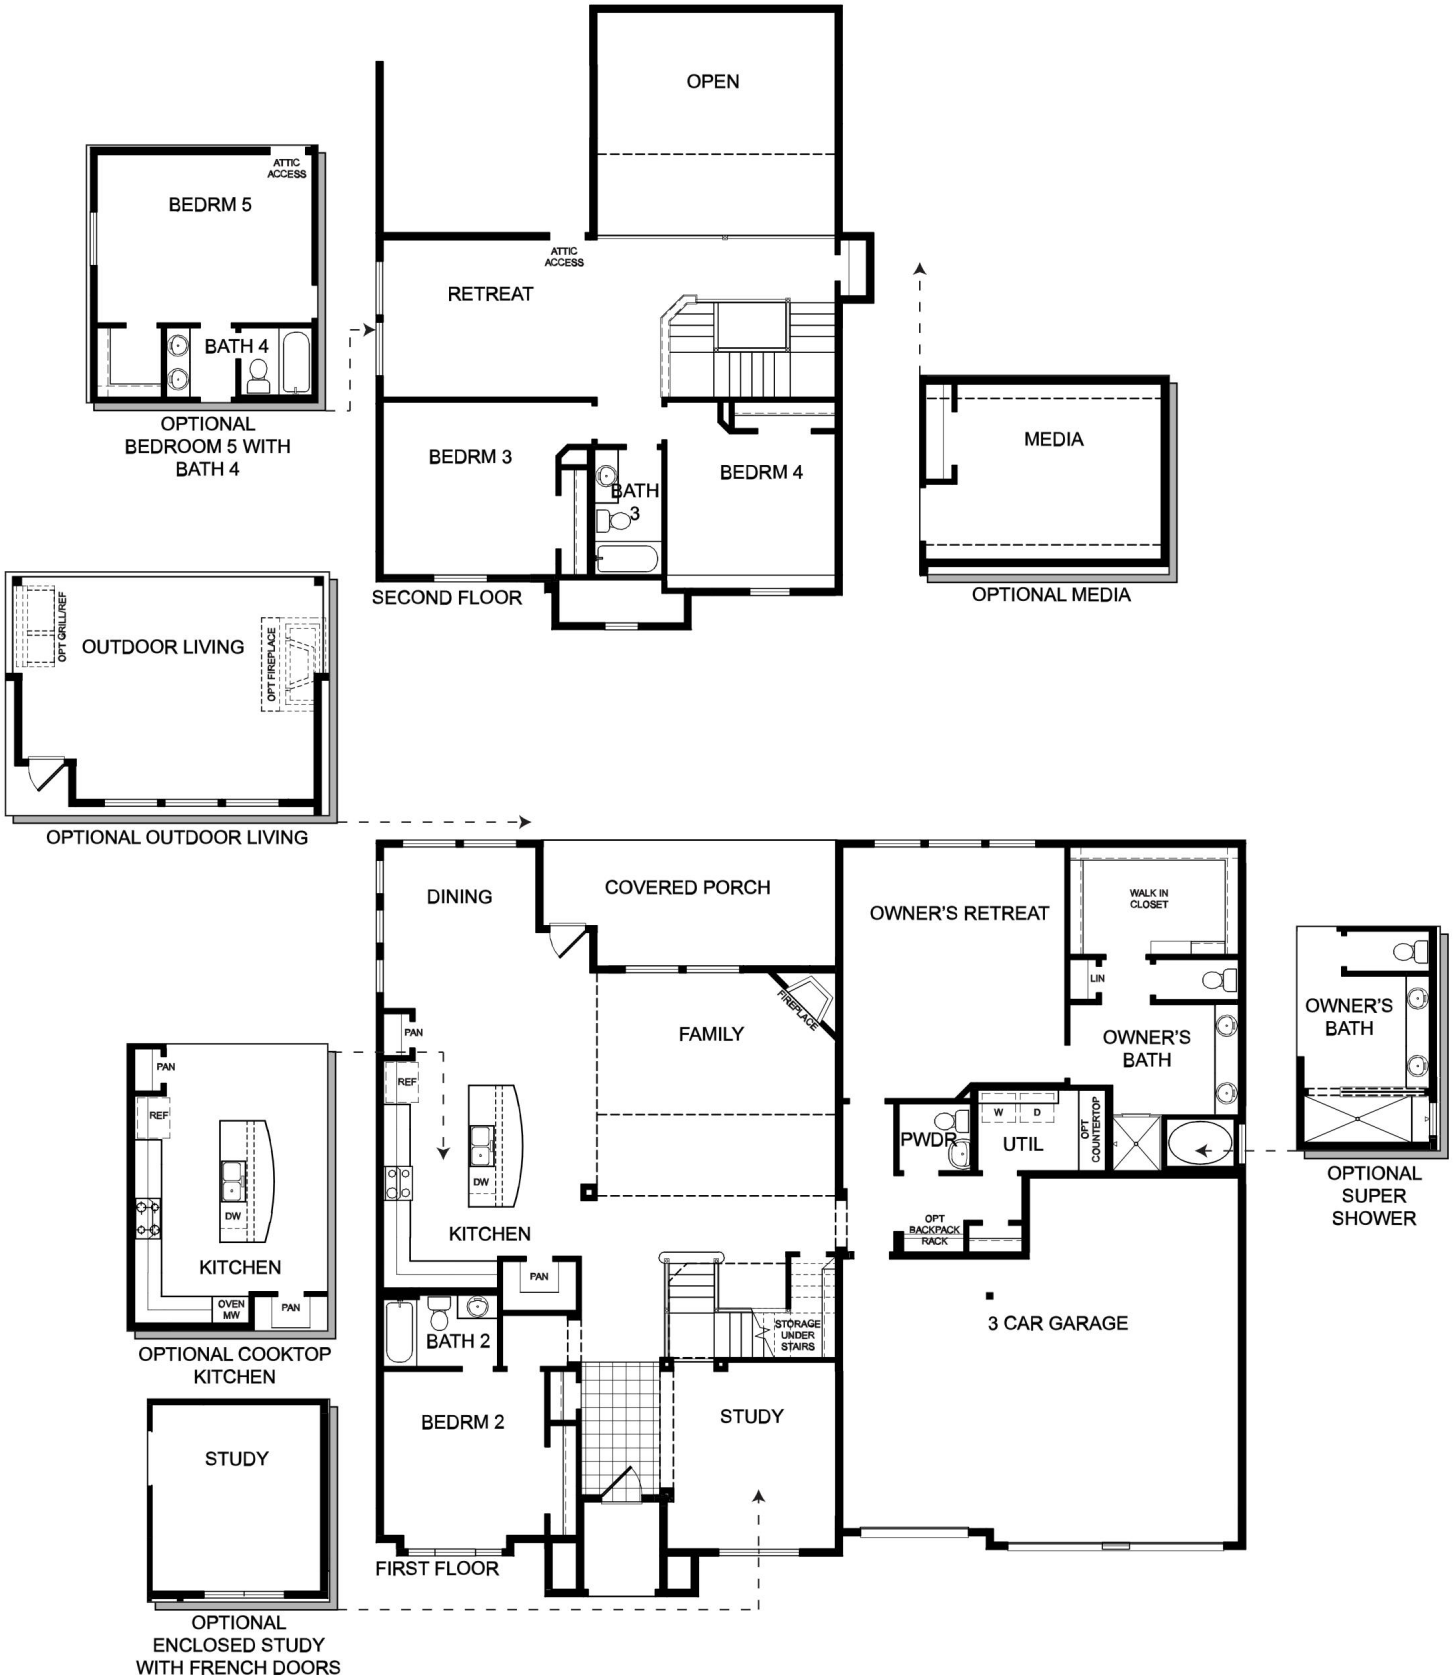 OPEN
ATTIC
ACCESS
BEDRM 5
BATH 4
OPTIONAL
BEDROOM 5 WITH
BATH 4
ATTIC
ACCESS
RETREAT
BEDRM 3
BATH
3
BEDRM 4
SECOND FLOOR
MEDIA
OPTIONAL MEDIA
OPT GRILL/REF
OUTDOOR LIVING
OPT FIREPLACE
OPTIONAL OUTDOOR LIVING
DINING
COVERED PORCH
OWNER'S RETREAT
WALK IN
CLOSET
LIN
FIREPLACE
FAMILY
OWNER'S
BATH
PAN
REF
DW
KITCHEN
PAN
PWDR
W
D
UTIL
OPT
COUNTERTOP
OPT
BACKPACK
RACK
3 CAR GARAGE
STORAGE
UNDER
STAIRS
BATH 2
BEDRM 2
STUDY
FIRST FLOOR
OWNER'S
BATH
OPTIONAL
SUPER
SHOWER
PAN
REF
DW
KITCHEN
OVEN
MW
PAN
OPTIONAL COOKTOP
KITCHEN
STUDY
OPTIONAL
ENCLOSED STUDY
WITH FRENCH DOORS